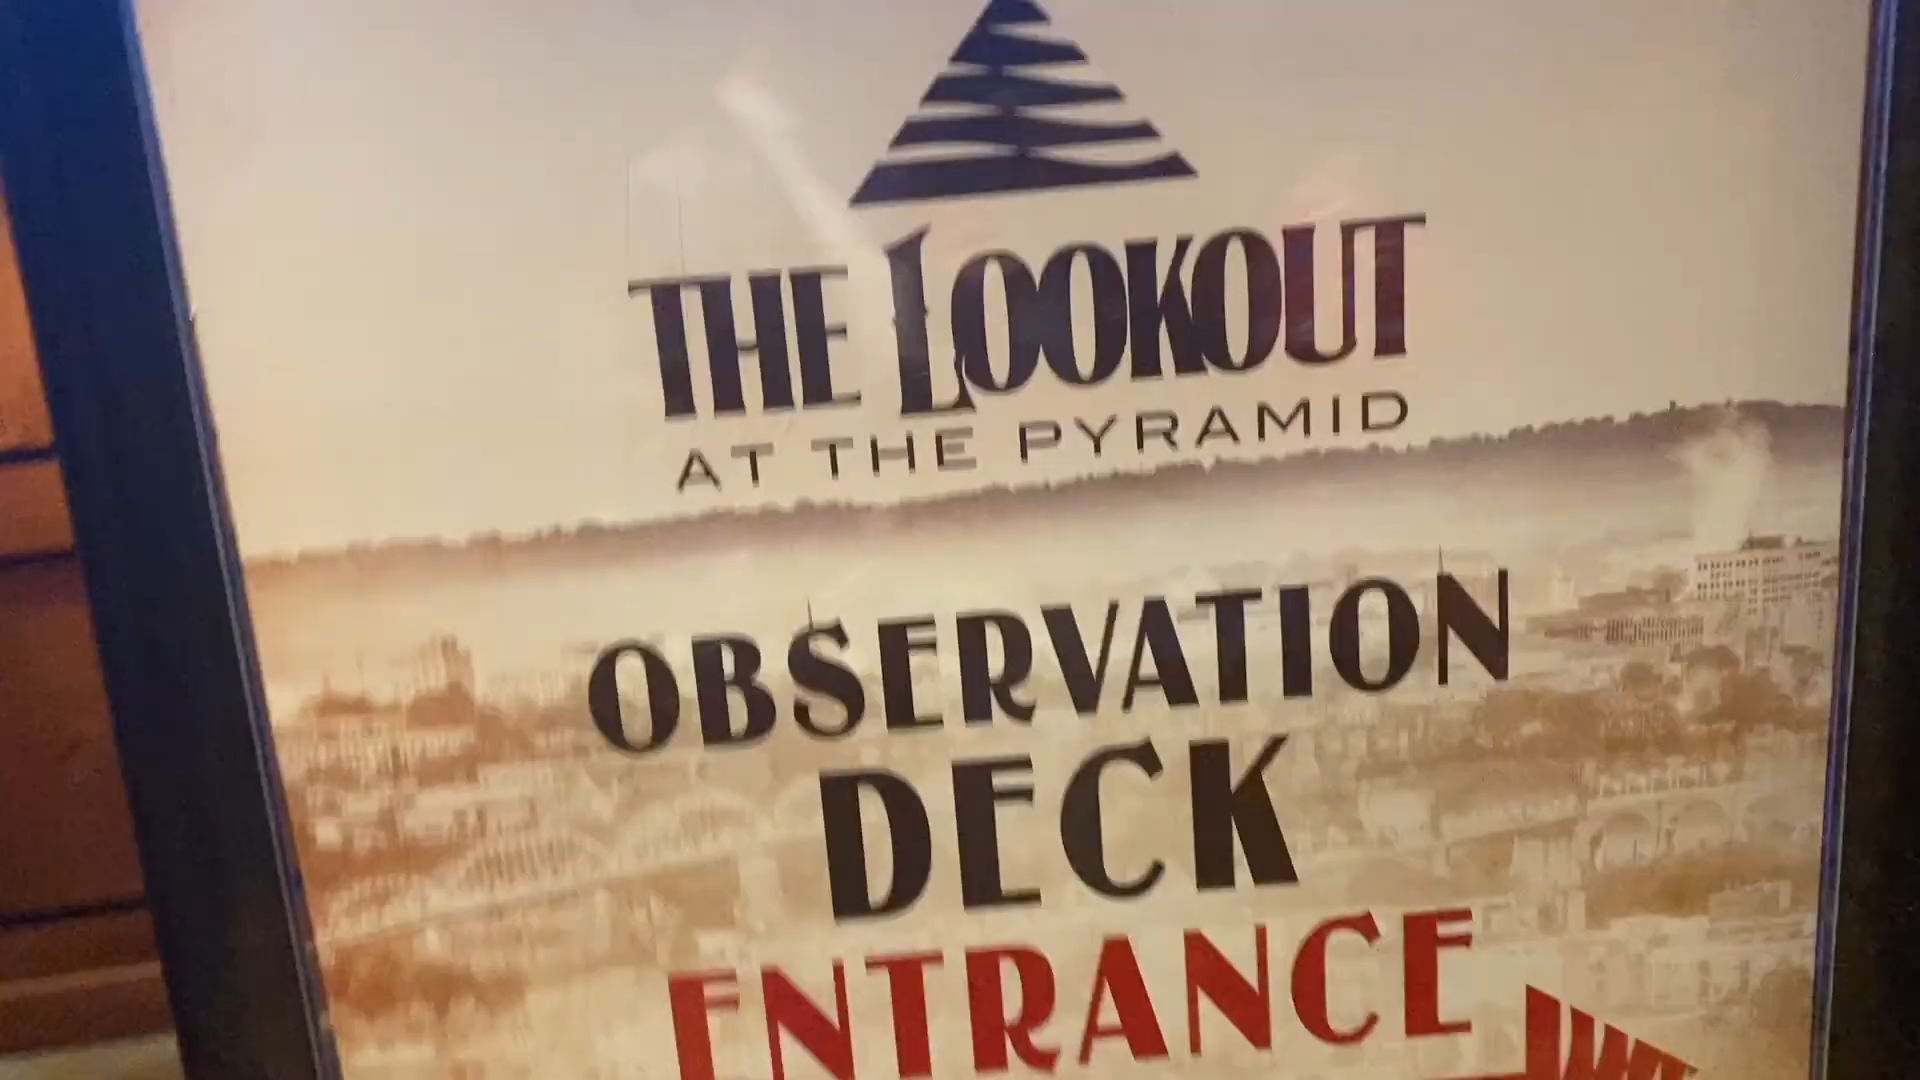 THE LOOKOUT
AT THE PYRAMID
OBSERVATION
DECK
ENTRANCE